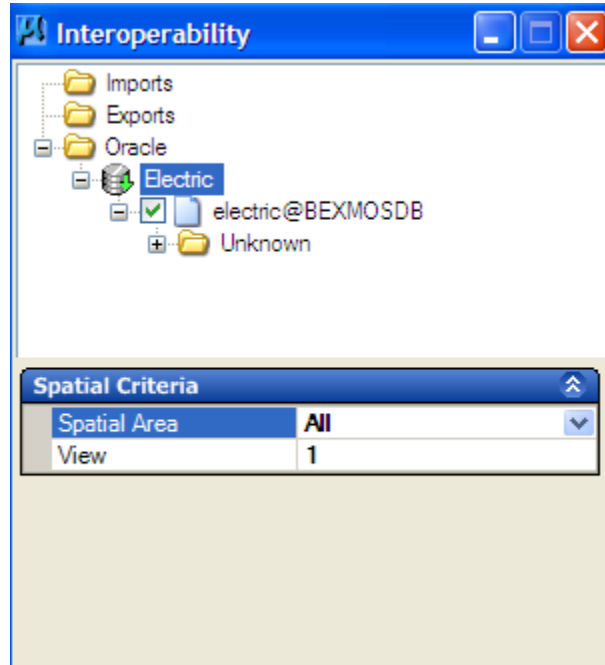 Interoperability
Imports
Exports
Oracle
Electric
electric@BEXMOSDB
Unknown
Spatial Criteria
Spatial Area All
View 1